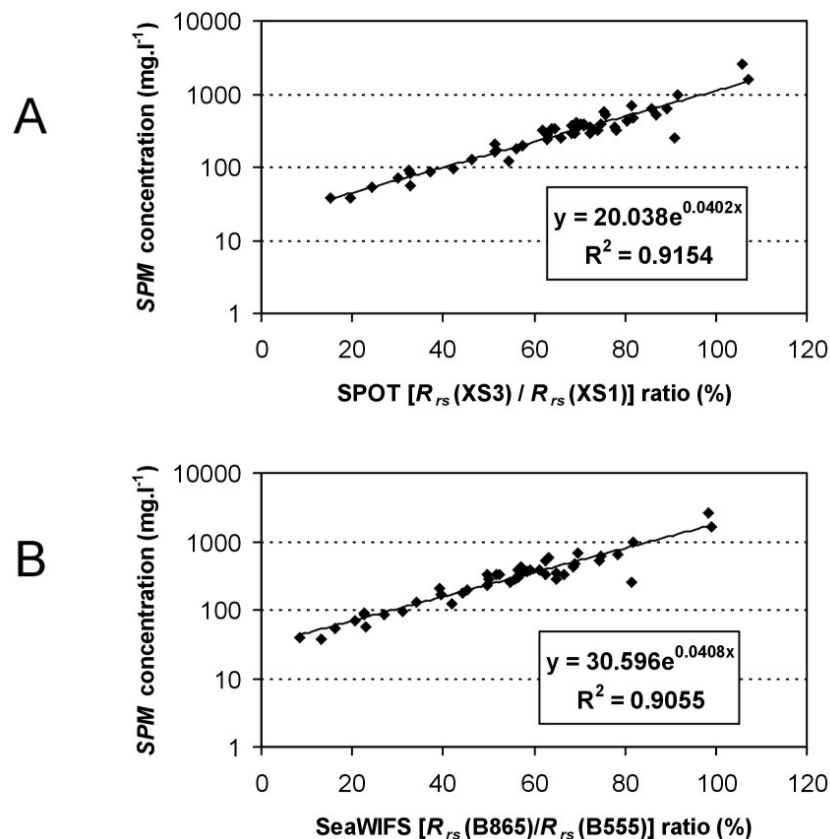 A
SPM concentration (mg.l-1)
10000
1000
100
10
1
y = 20.038e0.0402x
R2 = 0.9154
0 20 40 60 80 100 120
SPOT [Rrs(XS3) / Rrs(XS1)] ratio (%)
B
SPM concentration (mg.l-1)
10000
1000
100
10
1
y = 30.596e0.0408x
R2 = 0.9055
0 20 40 60 80 100 120
SeaWIFS [Rrs(B865)/Rrs(B555)] ratio (%)